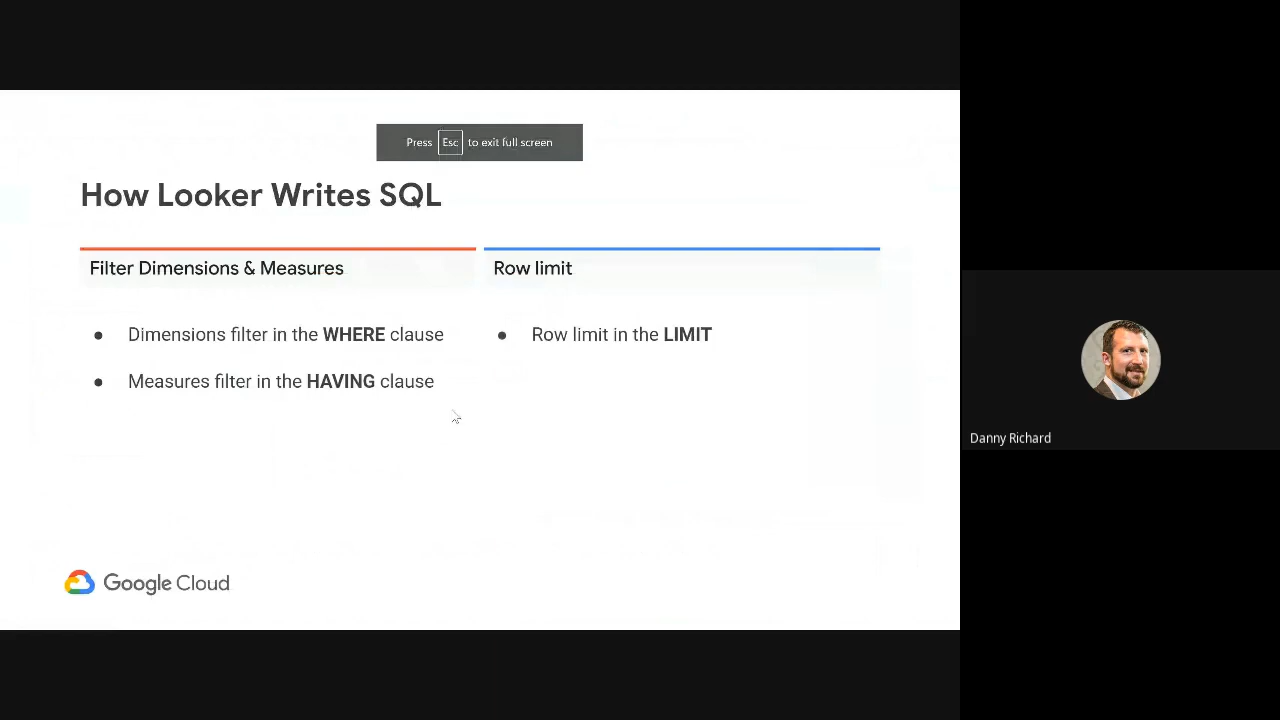 Press Esc to exit full screen
How Looker Writes SQL
Filter Dimensions & Measures
● Dimensions filter in the WHERE clause
● Measures filter in the HAVING clause
Row limit
● Row limit in the LIMIT
Google Cloud
Danny Richard